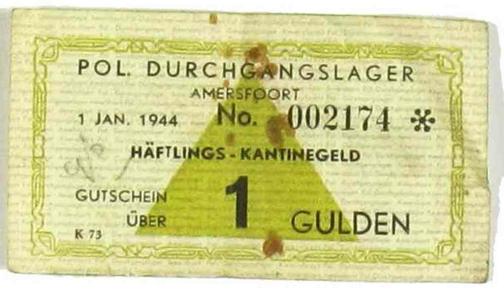 POL. DURCHGANGSLAGER
AMERSFOORT
1 JAN. 1944 No. 002174 *
HÄFTLINGS-KANTINEGELD
GUTSCHEIN
ÜBER 1 GULDEN
K 73